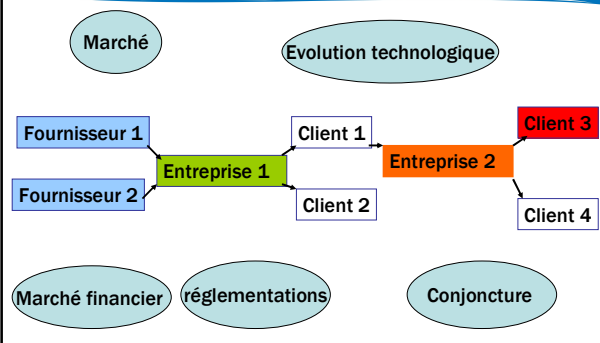 Marché
Evolution technologique
Fournisseur 1
Client 1
Client 3
Entreprise 1
Entreprise 2
Fournisseur 2
Client 2
Client 4
Marché financier
réglementations
Conjoncture